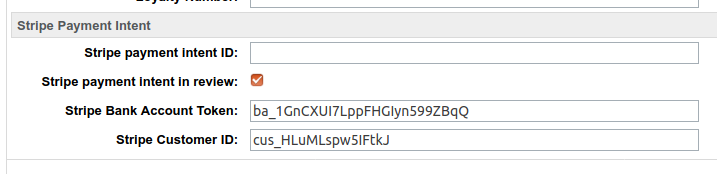 Stripe Payment Intent
Stripe payment intent ID:
Stripe payment intent in review:
Stripe Bank Account Token: ba_1GnCXUI7LppFHGIyn599ZBqQ
Stripe Customer ID: cus_HLuMLspw5IFtkJ